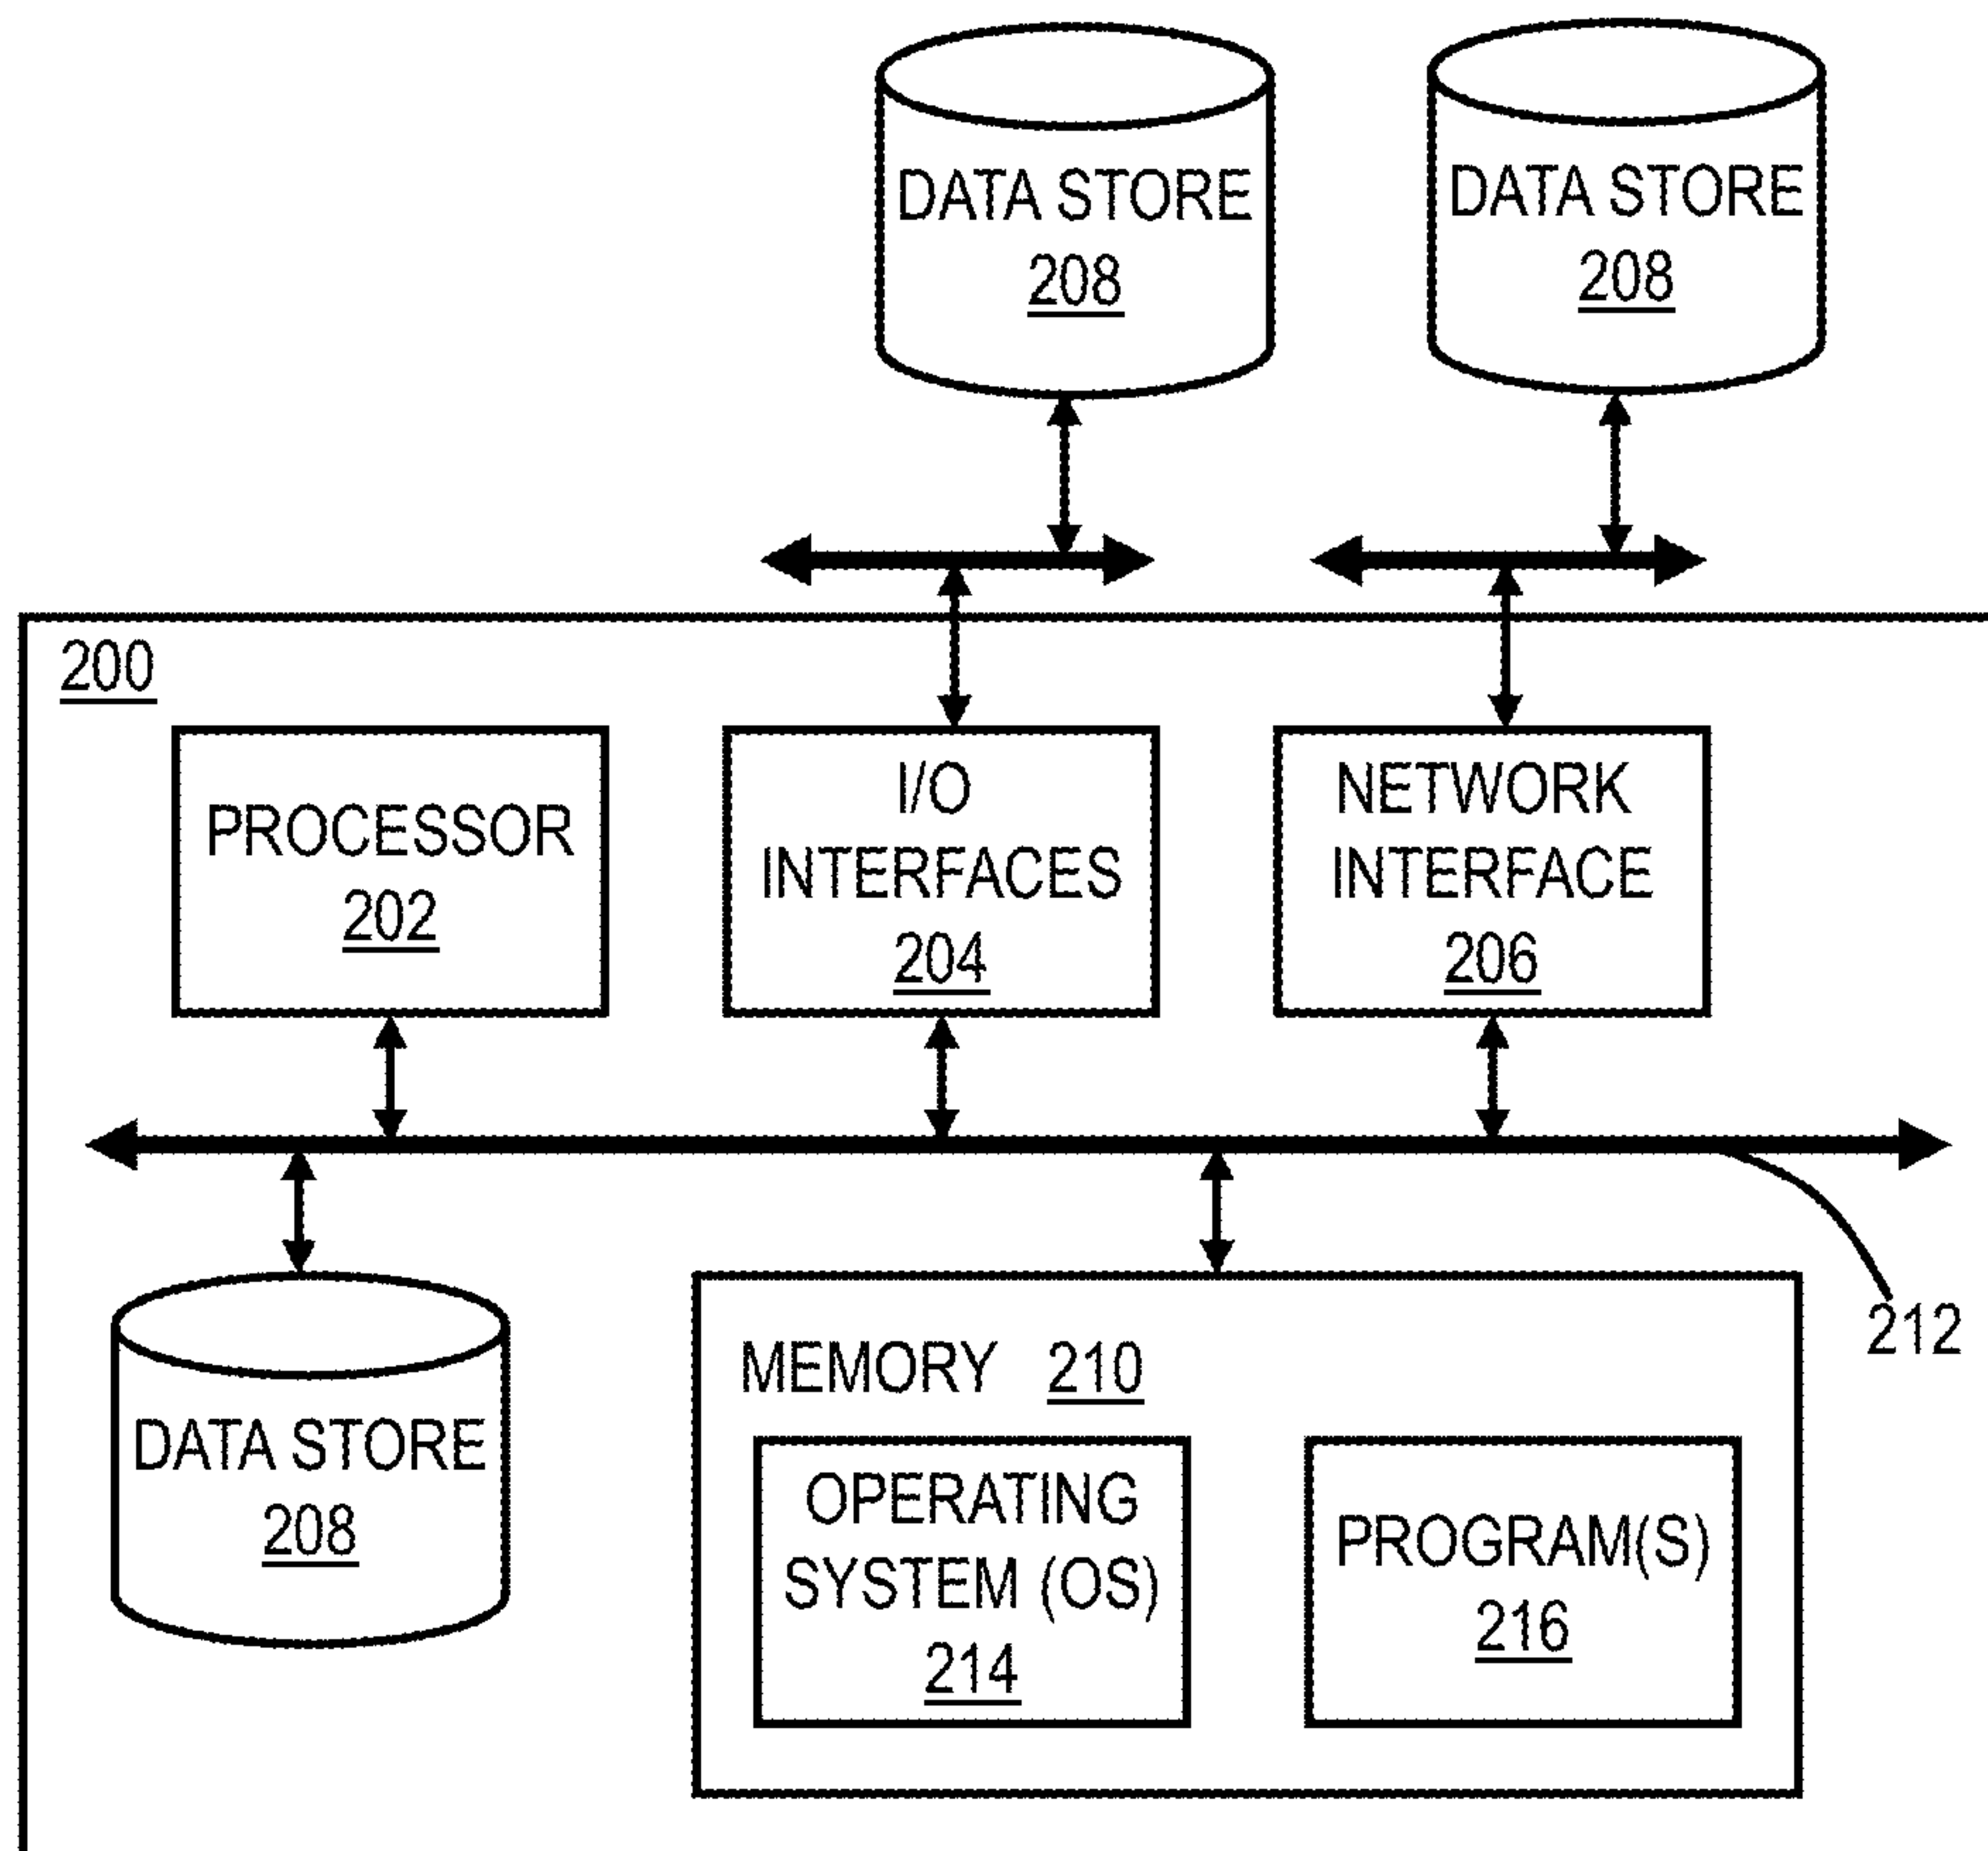 DATA STORE
208
DATA STORE
208
200
PROCESSOR
202
I/O
INTERFACES
204
NETWORK
INTERFACE
206
212
DATA STORE
208
MEMORY 210
OPERATING
SYSTEM (OS)
214
PROGRAM(S)
216